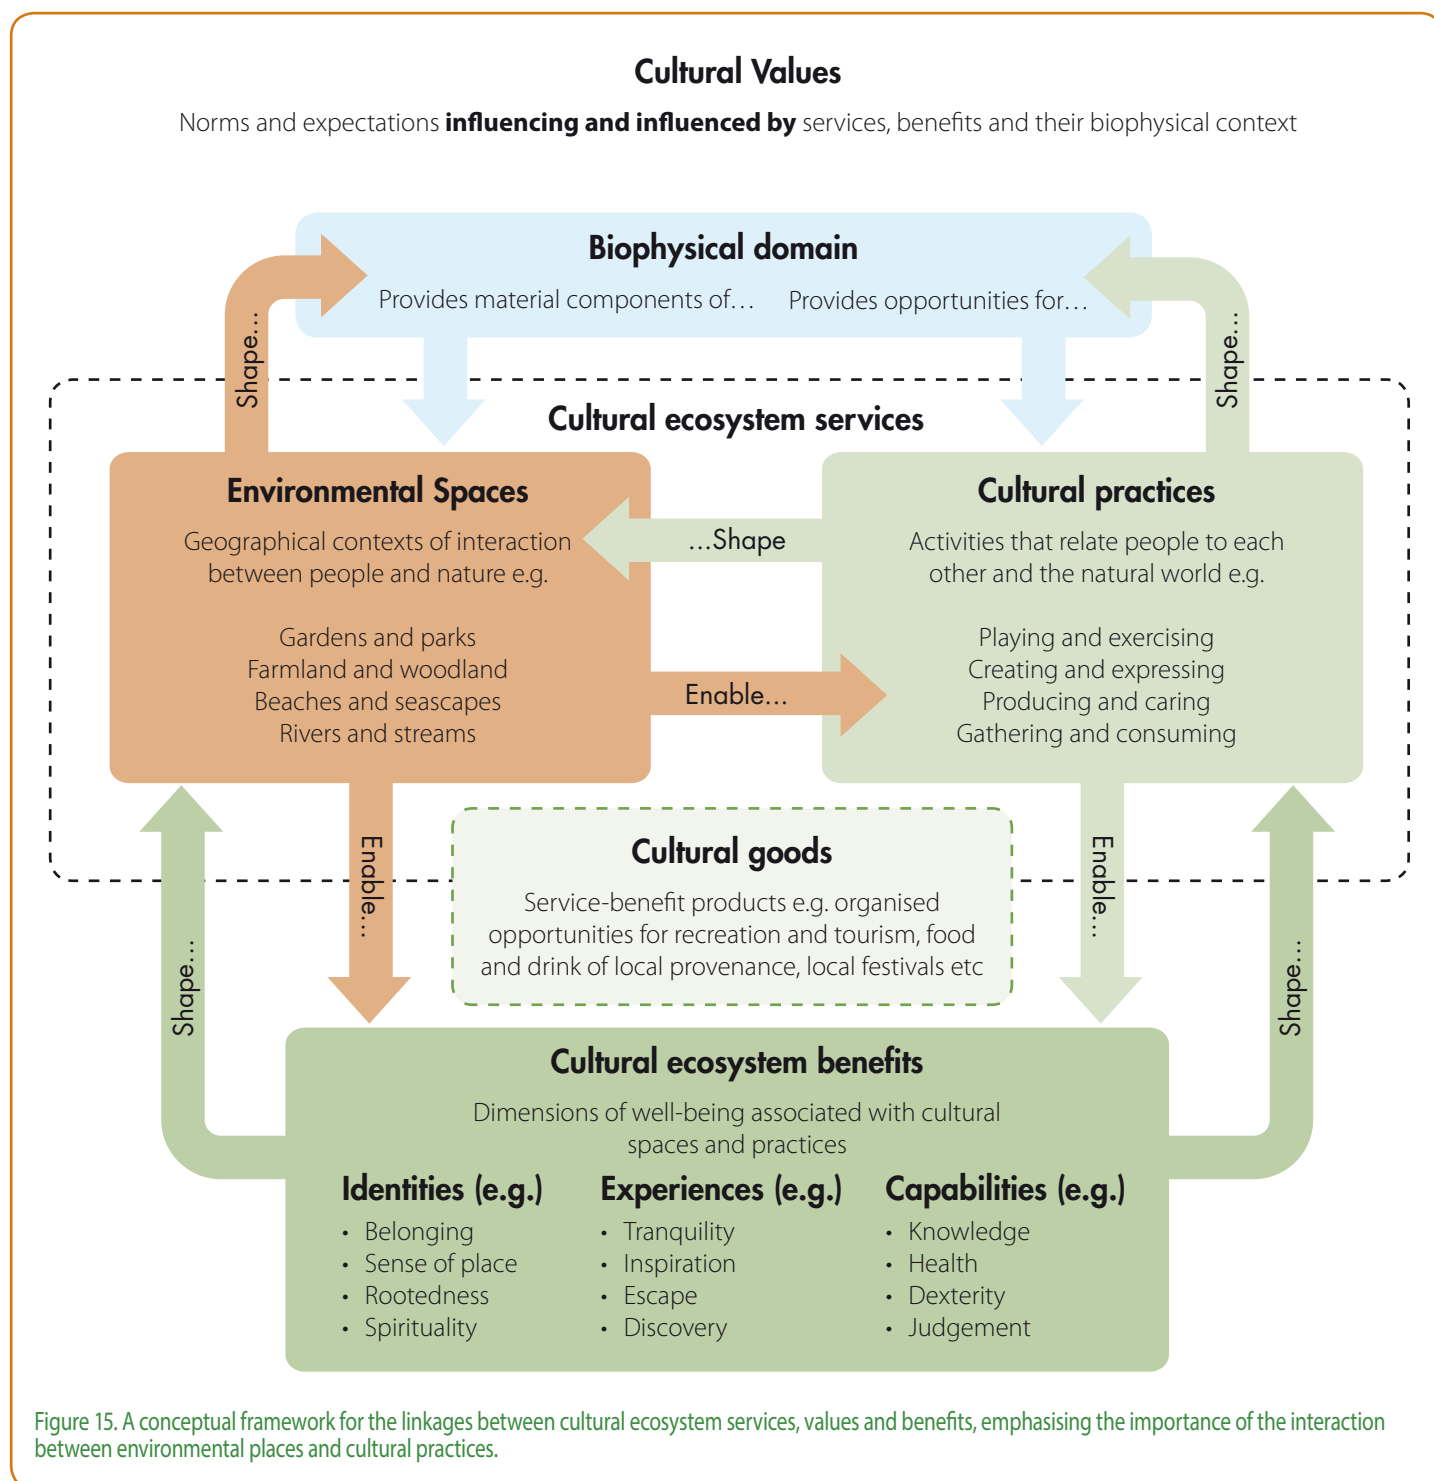 Cultural Values
Norms and expectations influencing and influenced by services, benefits and their biophysical context
Biophysical domain
Provides material components of…
Provides opportunities for…
Shape…
Shape…
Cultural ecosystem services
Environmental Spaces
Geographical contexts of interaction
between people and nature e.g.
Gardens and parks
Farmland and woodland
Beaches and seascapes
Rivers and streams
…Shape
Enable…
Cultural practices
Activities that relate people to each
other and the natural world e.g.
Playing and exercising
Creating and expressing
Producing and caring
Gathering and consuming
Shape…
Enable…
Cultural goods
Service-benefit products e.g. organised
opportunities for recreation and tourism, food
and drink of local provenance, local festivals etc
Enable…
Shape…
Cultural ecosystem benefits
Dimensions of well-being associated with cultural
spaces and practices
Identities (e.g.)
• Belonging
• Sense of place
• Rootedness
• Spirituality
Experiences (e.g.)
• Tranquility
• Inspiration
• Escape
• Discovery
Capabilities (e.g.)
• Knowledge
• Health
• Dexterity
• Judgement
Figure 15. A conceptual framework for the linkages between cultural ecosystem services, values and benefits, emphasising the importance of the interaction
between environmental places and cultural practices.